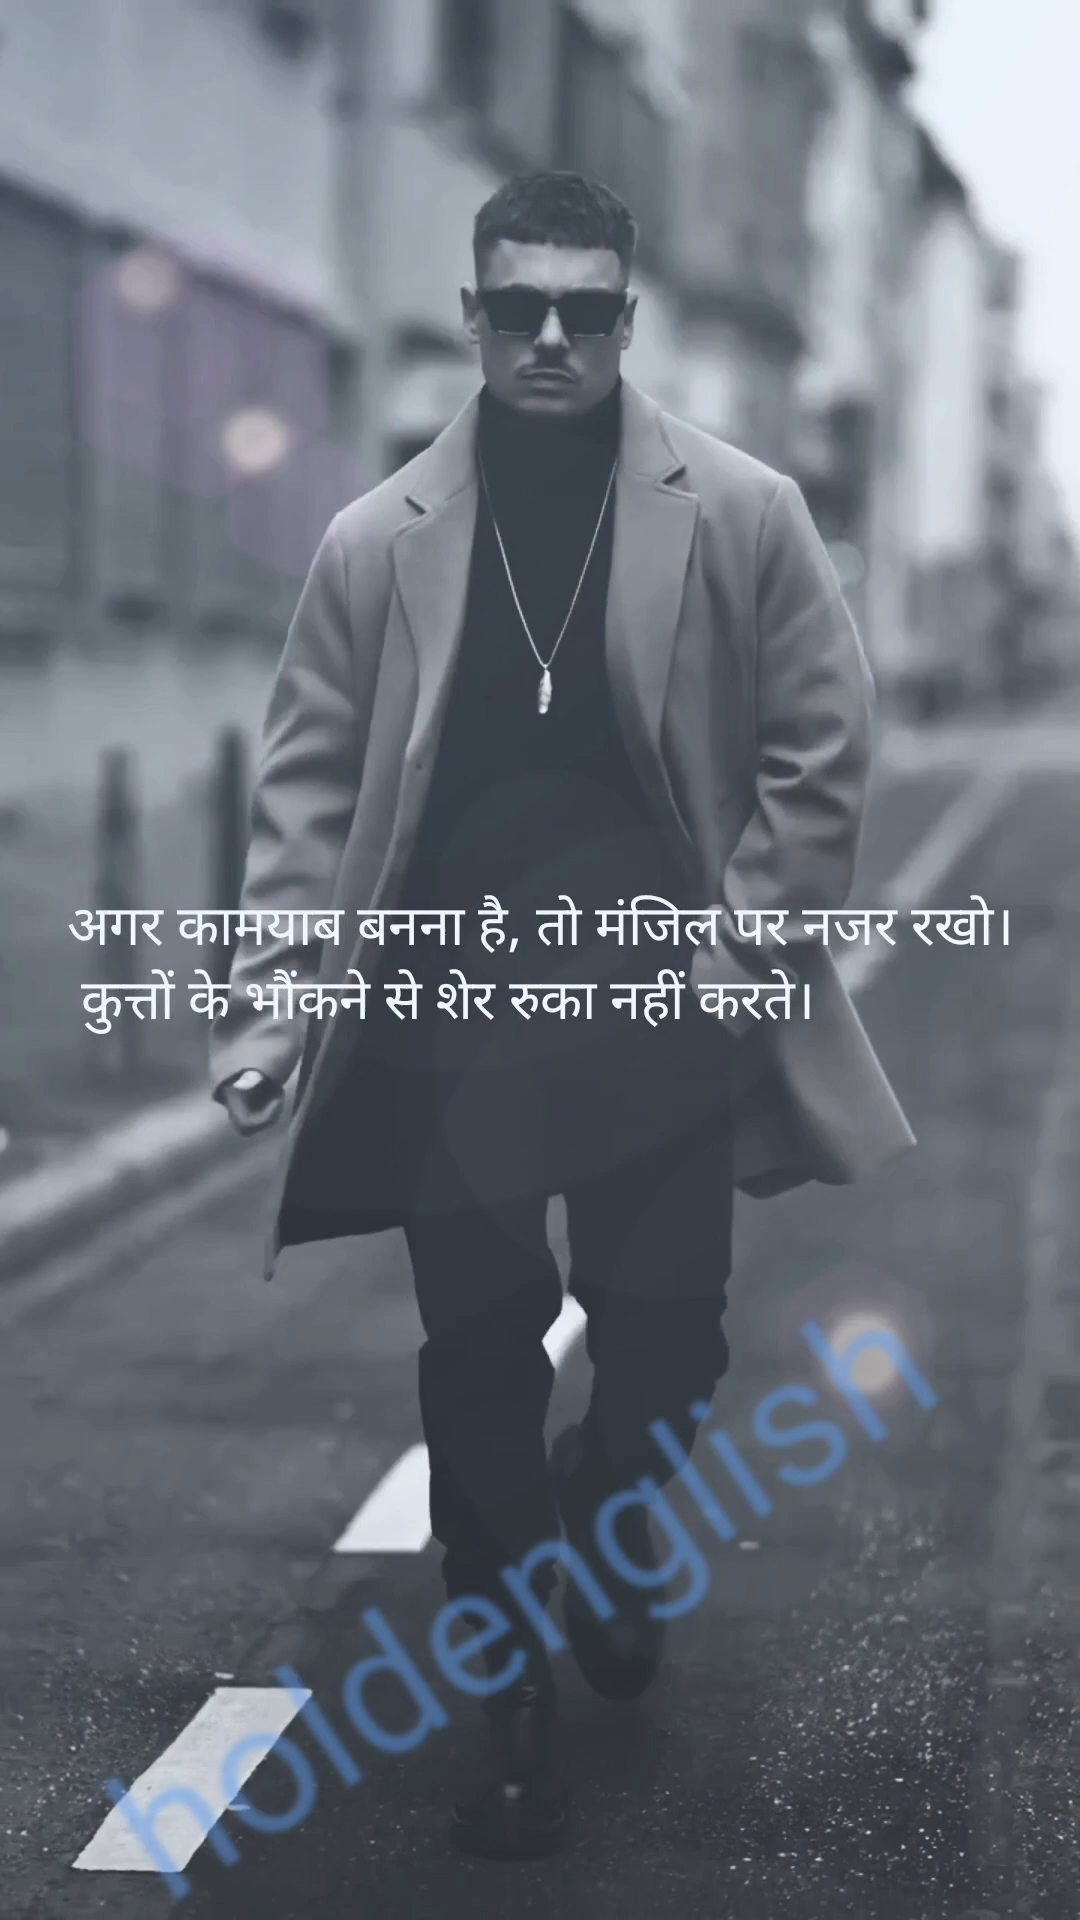 अगर कामयाब बनना है, तो मंजिल पर नजर रखो।
कुत्तों के भौंकने से शेर रुका नहीं करते।
holdenglish